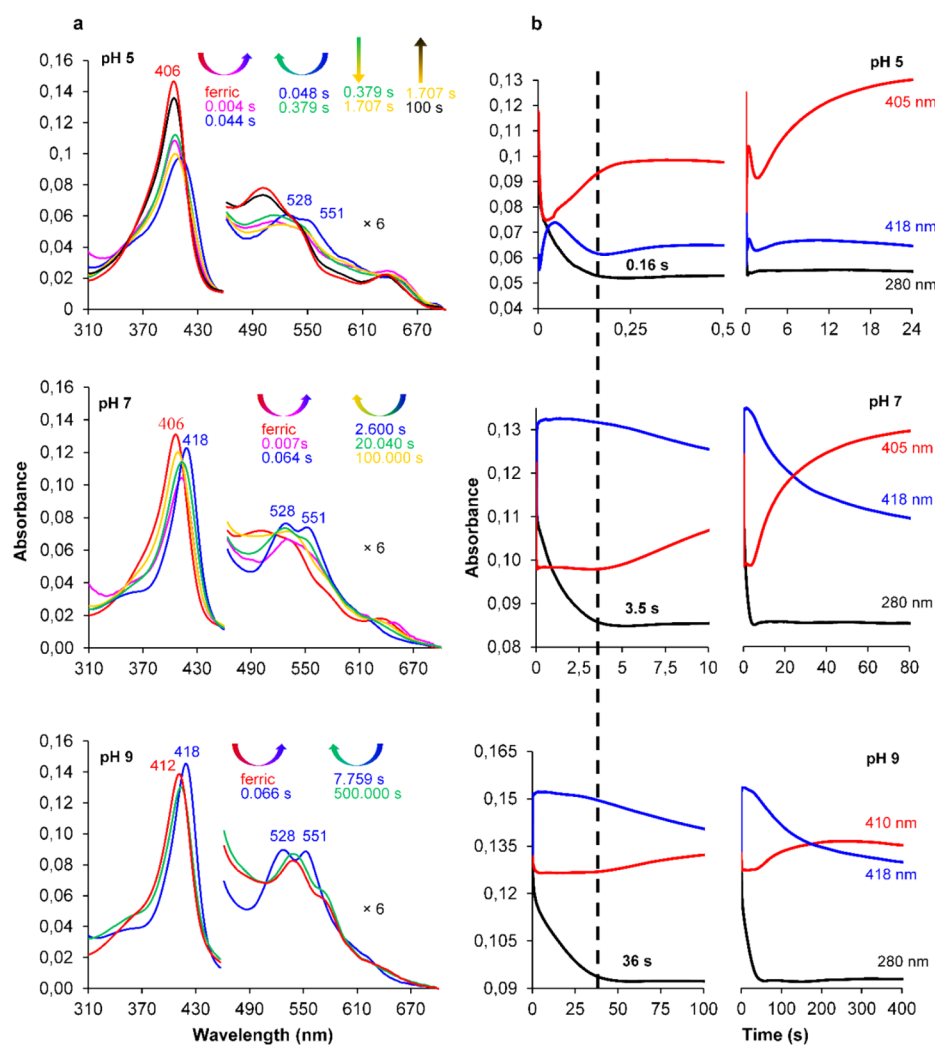 a
b
pH 5
406
ferric
0.004 s
0.044 s
0.048 s
0.379 s
0.379 s
1.707 s
1.707 s
100 s
528
551
× 6
0,16
0,14
0,12
0,1
0,08
0,06
0,04
0,02
0
310 370 430 490 550 610 670
pH 7
406
418
ferric
0.007s
0.064 s
2.600 s
20.040 s
100.000 s
528
551
× 6
0,16
0,14
0,12
0,10
0,08
0,06
0,04
0,02
0,00
310 370 430 490 550 610 670
Absorbance
pH 9
412
418
ferric
0.066 s
7.759 s
500.000 s
528
551
× 6
0,16
0,14
0,12
0,10
0,08
0,06
0,04
0,02
0,00
310 370 430 490 550 610 670
Wavelength (nm)
pH 5
405 nm
418 nm
280 nm
0.16 s
0,13
0,12
0,11
0,1
0,09
0,08
0,07
0,06
0,05
0,04
0 0,25 0,5
0 6 12 18 24
pH 7
405 nm
418 nm
280 nm
3.5 s
0,13
0,12
0,11
0,10
0,09
0,08
0 2,5 5 7,5 10
0 20 40 60 80
Absorbance
pH 9
410 nm
418 nm
280 nm
36 s
0,165
0,15
0,135
0,12
0,105
0,09
0 25 50 75 100
0 100 200 300 400
Time (s)